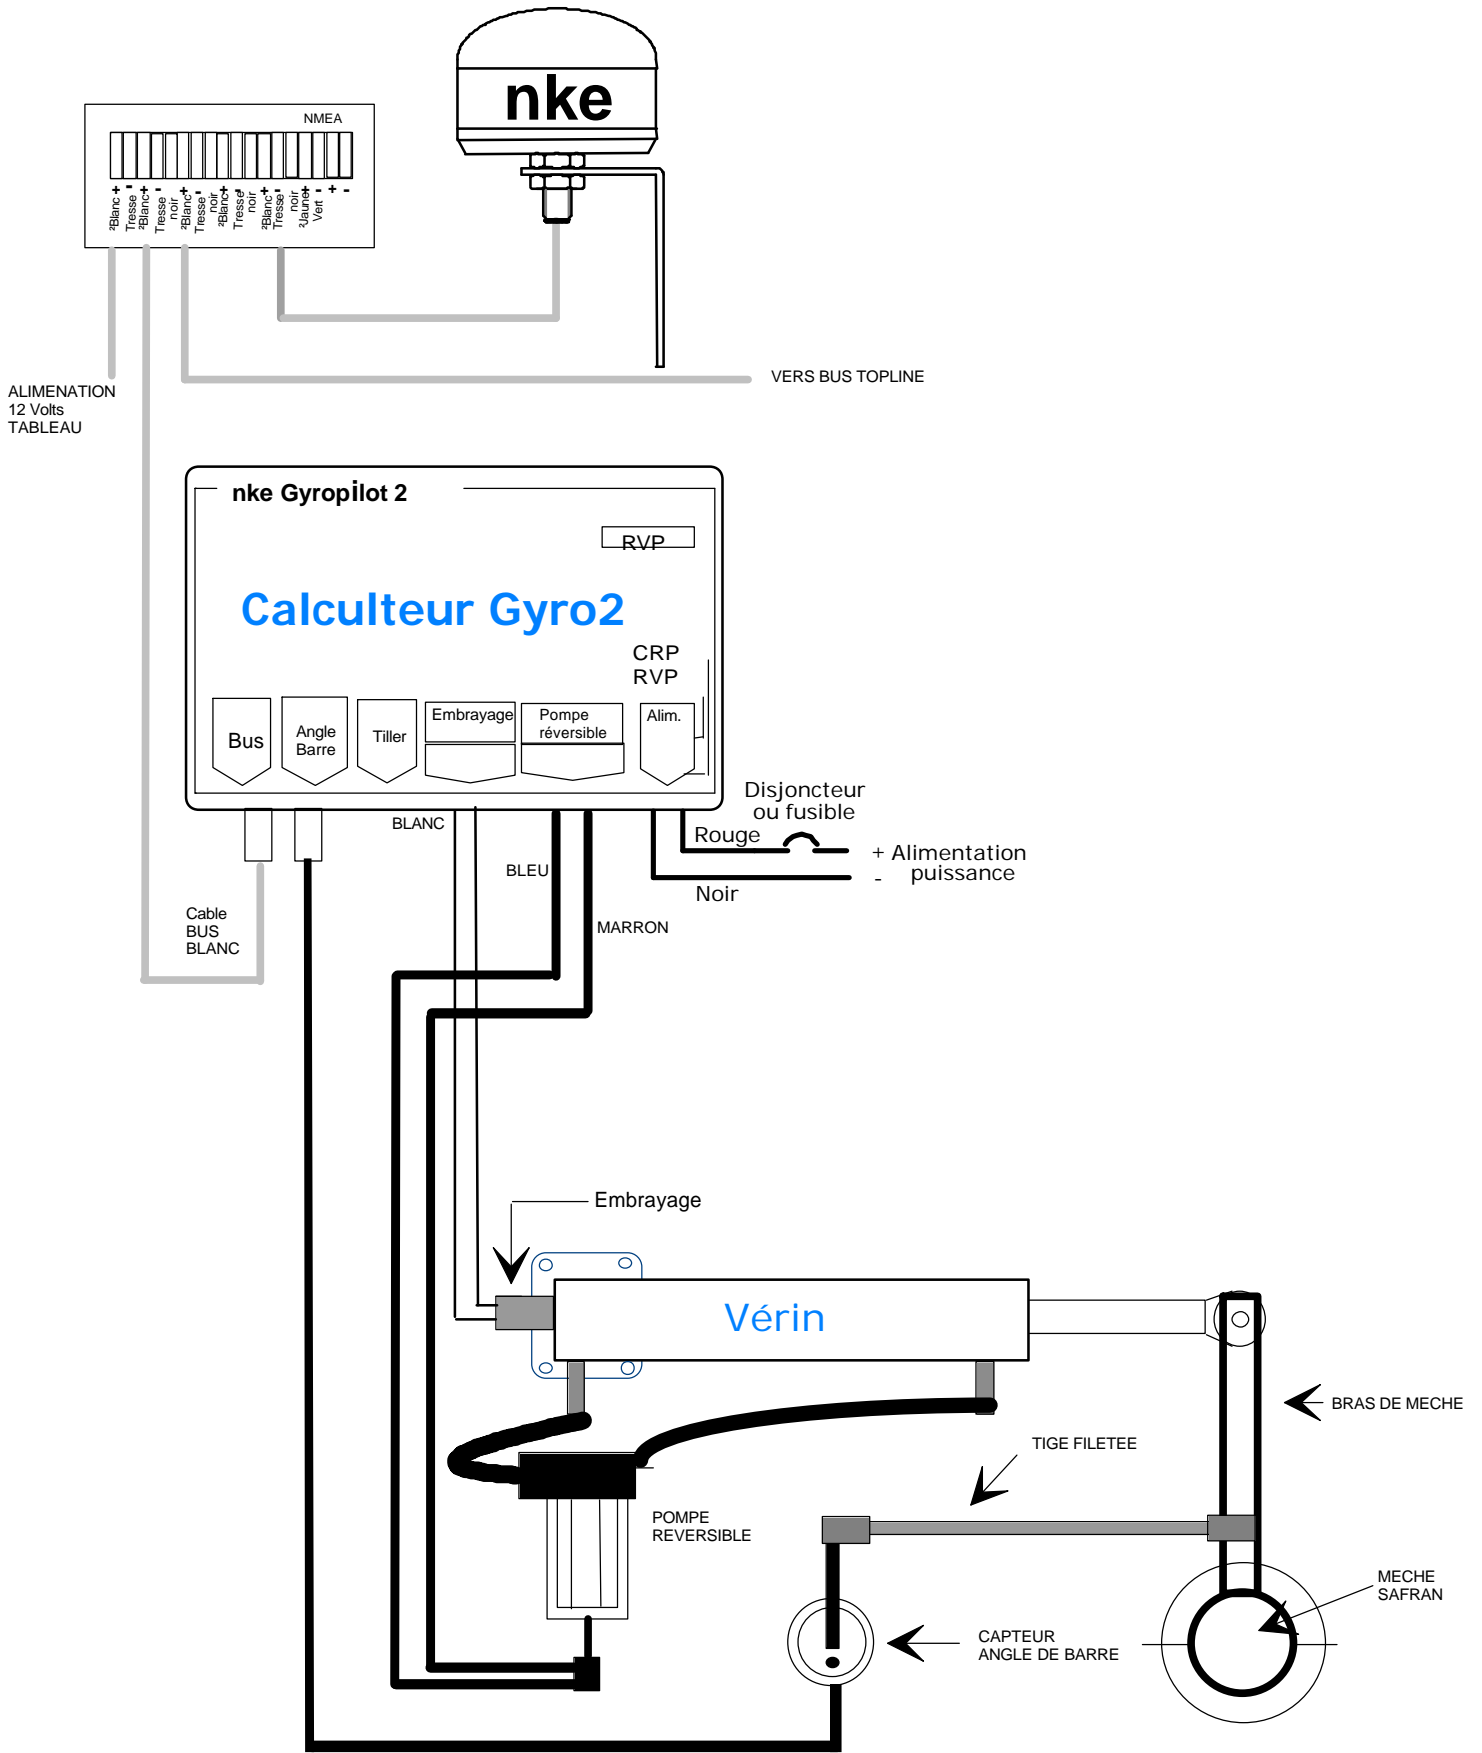 nke
NMEA
²Blanc +
Tresse -
²Blanc +
Tresse -
noir
²Blanc +
Tresse -
noir
²Blanc +
Tresse -
noir
²Blanc +
Tresse -
noir
²Jaune +
Vert -
+
-
ALIMENATION
12 Volts
TABLEAU
VERS BUS TOPLINE
nke Gyropilot 2
RVP
Calculteur Gyro2
CRP
RVP
Bus
Angle
Barre
Tiller
Embrayage
Pompe
réversible
Alim.
BLANC
BLEU
MARRON
Disjoncteur
ou fusible
Rouge
Noir
+ Alimentation
- puissance
Cable
BUS
BLANC
Embrayage
Vérin
BRAS DE MECHE
TIGE FILETEE
POMPE
REVERSIBLE
MECHE
SAFRAN
CAPTEUR
ANGLE DE BARRE